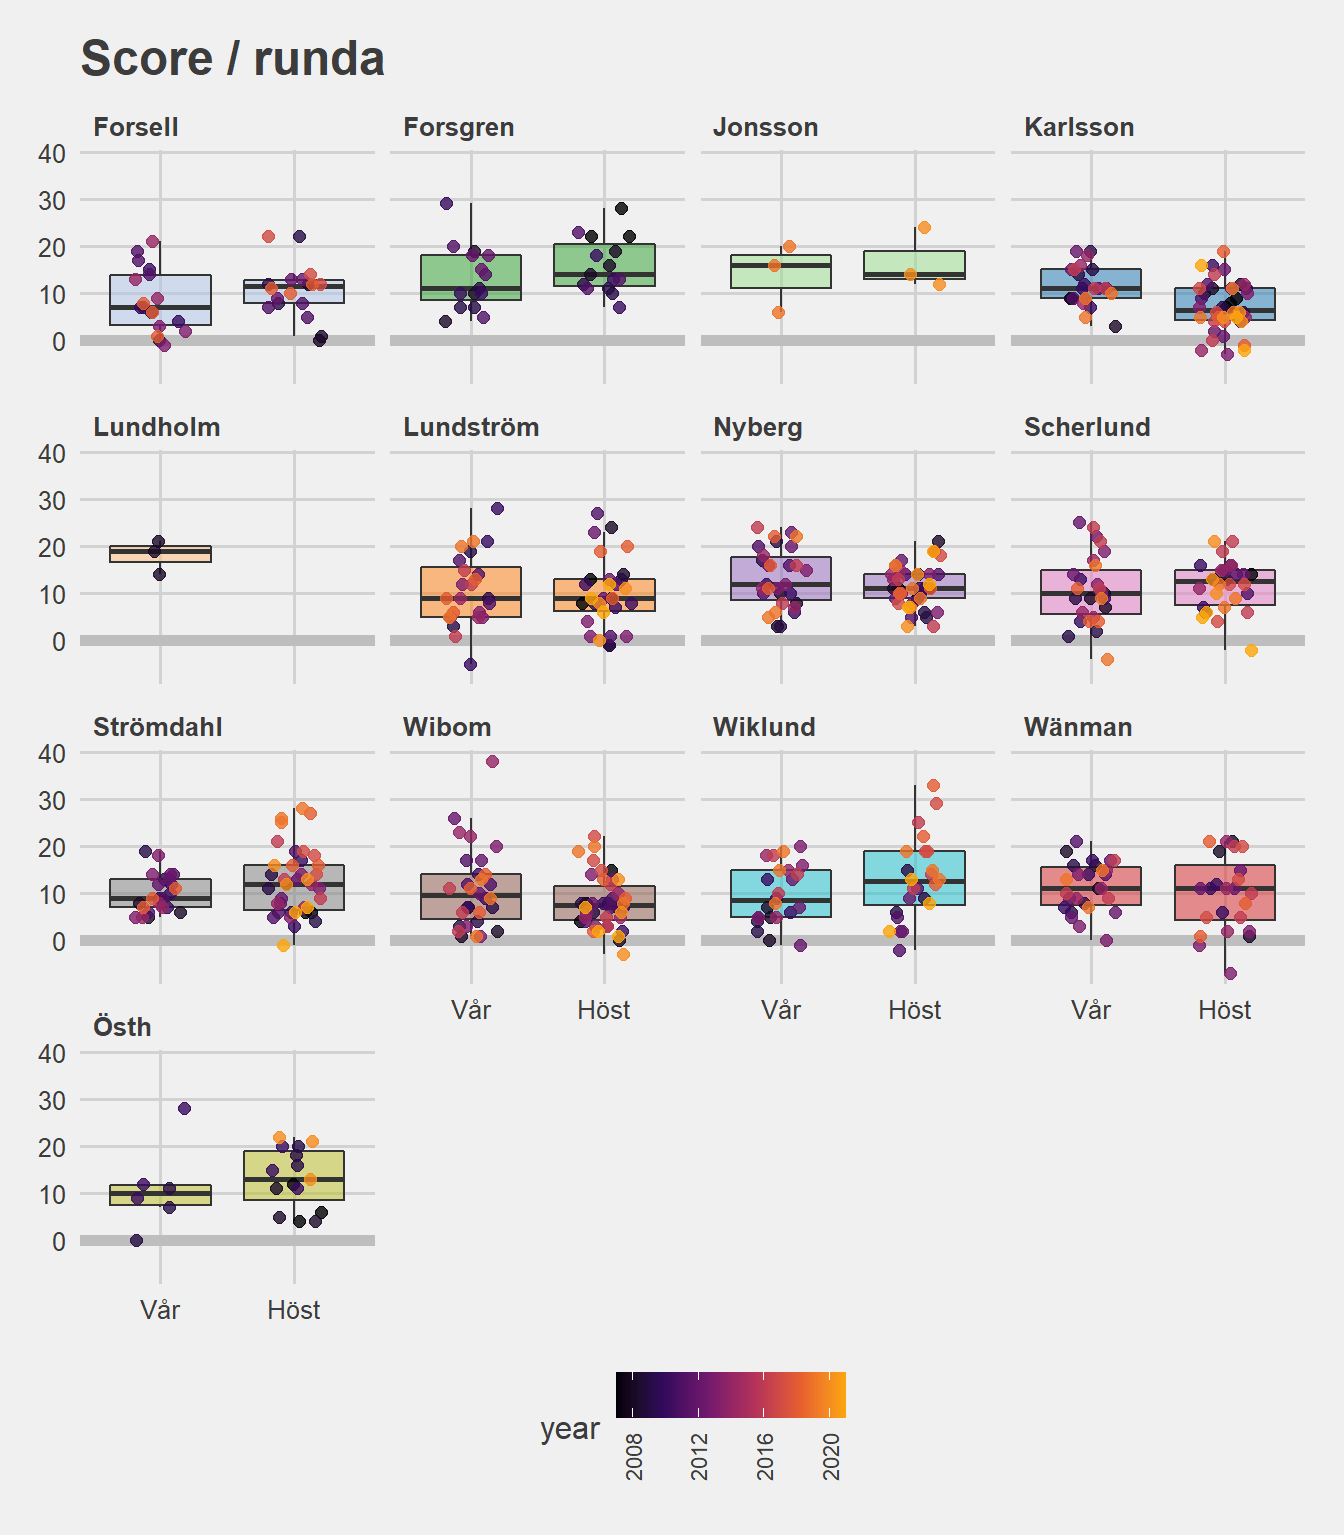 Score / runda
Forsell Forsgren Jonsson Karlsson
40
30
20
10
0
Lundholm Lundström Nyberg Scherlund
40
30
20
10
0
Strömdahl Wibom Wiklund Wänman
40
30
20
10
0
Vår Höst Vår Höst Vår Höst
Östh
40
30
20
10
0
Vår Höst
year
2008 2012 2016 2020